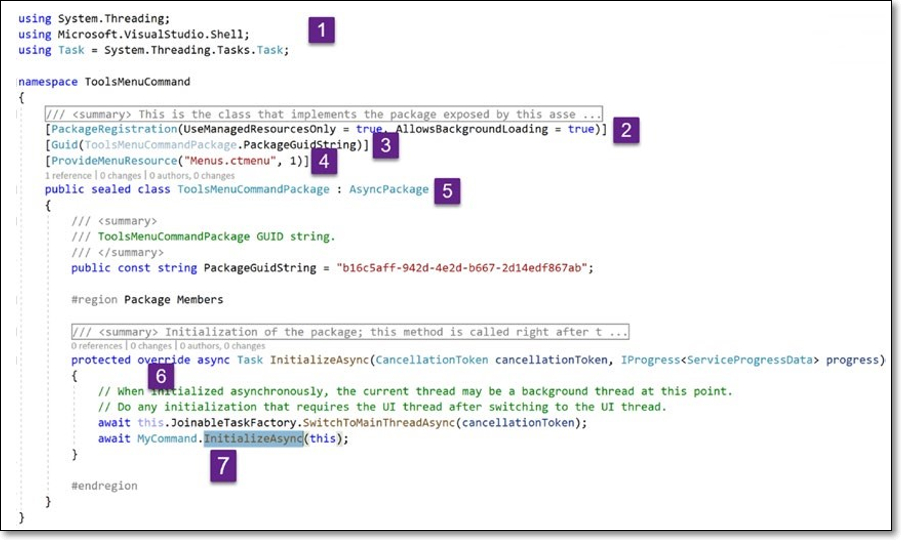 using System.Threading;
using Microsoft.VisualStudio.Shell;
1
using Task = System.Threading.Tasks.Task;
namespace ToolsMenuCommand
{
/// <summary> This is the class that implements the package exposed by this asse ...
[PackageRegistration(UseManagedResourcesOnly = true, AllowsBackgroundLoading = true)]
2
[Guid(ToolsMenuCommandPackage.PackageGuidString)]
3
[ProvideMenuResource("Menus.ctmenu", 1)]
4
1 reference | 0 changes | 0 authors, 0 changes
public sealed class ToolsMenuCommandPackage : AsyncPackage
5
{
/// <summary>
/// ToolsMenuCommandPackage GUID string.
/// </summary>
public const string PackageGuidString = "b16c5aff-942d-4e2d-b667-2d14edf867ab";
#region Package Members
/// <summary> Initialization of the package; this method is called right after t ...
0 references | 0 changes | 0 authors, 0 changes
protected override async Task InitializeAsync(CancellationToken cancellationToken, IProgress<ServiceProgressData> progress)
{
6
// When initialized asynchronously, the current thread may be a background thread at this point.
// Do any initialization that requires the UI thread after switching to the UI thread.
await this.JoinableTaskFactory.SwitchToMainThreadAsync(cancellationToken);
await MyCommand.InitializeAsync(this);
}
7
#endregion
}
}